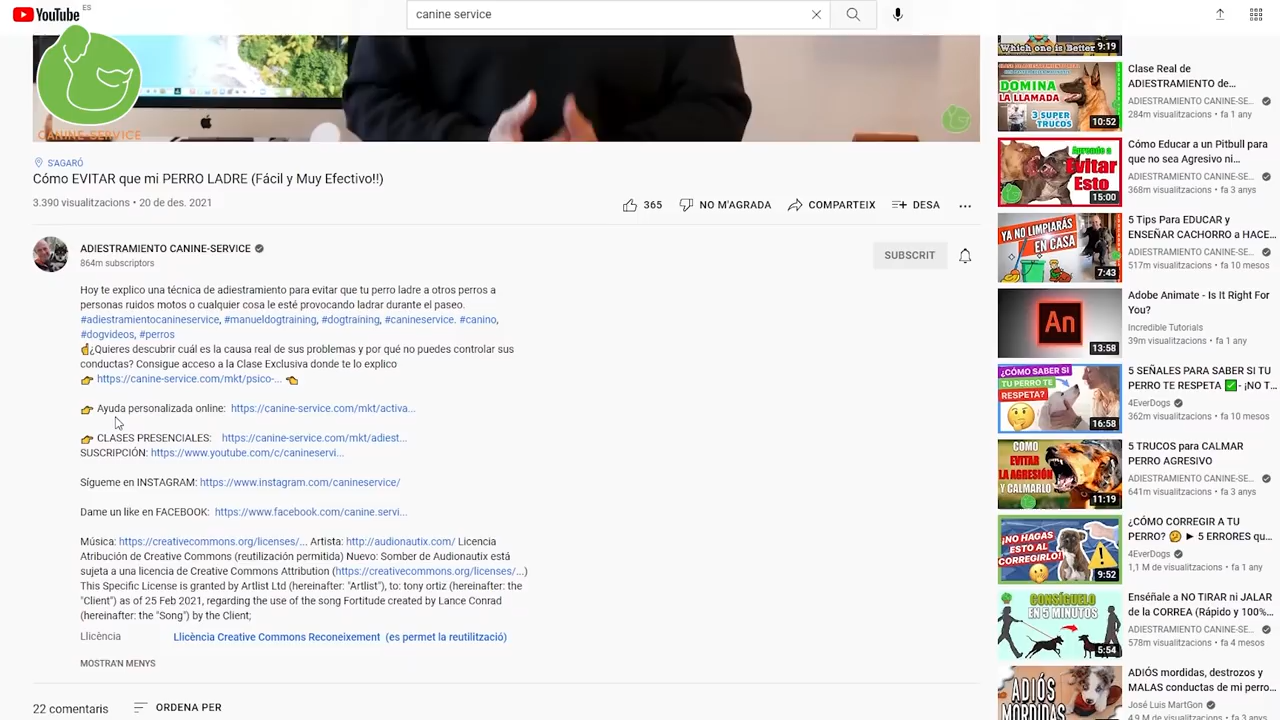 YouTube ES
canine service
CANINE-SERVICE
S'AGARÓ
Cómo EVITAR que mi PERRO LADRE (Fácil y Muy Efectivo!!)
3.390 visualitzacions • 20 de des. 2021
365
NO M'AGRADA
COMPARTEIX
DESA
ADIESTRAMIENTO CANINE-SERVICE
864m subscriptors
SUBSCRIT
Hoy te explico una técnica de adiestramiento para evitar que tu perro ladre a otros perros a
personas ruidos motos o cualquier cosa le esté provocando ladrar durante el paseo.
#adiestramientocanineservice, #manueldogtraining, #dogtraining, #canineservice. #canino,
#dogvideos, #perros
☝¿Quieres descubrir cuál es la causa real de sus problemas y por qué no puedes controlar sus
conductas? Consigue acceso a la Clase Exclusiva donde te lo explico
👉 https://canine-service.com/mkt/psico-... 👈
👉 Ayuda personalizada online: https://canine-service.com/mkt/activa...
👉 CLASES PRESENCIALES: https://canine-service.com/mkt/adiest...
SUSCRIPCIÓN: https://www.youtube.com/c/canineservi...
Sígueme en INSTAGRAM: https://www.instagram.com/canineservice/
Dame un like en FACEBOOK: https://www.facebook.com/canine.servi...
Música: https://creativecommons.org/licenses/... Artista: http://audionautix.com/ Licencia
Atribución de Creative Commons (reutilización permitida) Nuevo: Somber de Audionautix está
sujeta a una licencia de Creative Commons Attribution (https://creativecommons.org/licenses/...)
This Specific License is granted by Artlist Ltd (hereinafter: "Artlist"), to: tony ortiz (hereinafter: the
"Client") as of 25 Feb 2021, regarding the use of the song Fortitude created by Lance Conrad
(hereinafter: the "Song") by the Client;
Llicència Llicència Creative Commons Reconeixement (es permet la reutilització)
MOSTRA'N MENYS
22 comentaris
ORDENA PER
Which one is Better
9:19
DOMINA
LA LLAMADA
3 SUPER
TRUCOS
10:52
Clase Real de
ADIESTRAMIENTO de...
ADIESTRAMIENTO CANINE-SE...
284m visualitzacions • fa 1 any
Aprende a
Evitar
Esto
15:00
Cómo Educar a un Pitbull para
que no sea Agresivo ni...
ADIESTRAMIENTO CANINE-SE...
368m visualitzacions • fa 3 anys
YA NO LIMPIARÁS
EN CASA
7:43
5 Tips Para EDUCAR y
ENSEÑAR CACHORRO a HACE...
ADIESTRAMIENTO CANINE-SE...
517m visualitzacions • fa 10 mesos
An
13:58
Adobe Animate - Is It Right For
You?
Incredible Tutorials
39m visualitzacions • fa 1 any
¿CÓMO SABER SI
TU PERRO TE
RESPETA?
16:58
5 SEÑALES PARA SABER SI TU
PERRO TE RESPETA ✅- ¡NO T...
4EverDogs
362m visualitzacions • fa 10 mesos
COMO
EVITAR
LA AGRESIÓN
Y CALMARLO
11:19
5 TRUCOS para CALMAR
PERRO AGRESIVO
ADIESTRAMIENTO CANINE-SE...
641m visualitzacions • fa 3 anys
¡NO HAGAS
ESTO AL
CORREGIRLO!
9:52
¿CÓMO CORREGIR A TU
PERRO? 🤔 ► 5 ERRORES qu...
4EverDogs
1,1 M de visualitzacions • fa 1 any
CONSÍGUELO
EN 5 MINUTOS
5:54
Enséñale a NO TIRAR ni JALAR
de la CORREA (Rápido y 100%...
ADIESTRAMIENTO CANINE-SE...
578m visualitzacions • fa 4 mesos
ADIÓS
MORDIDAS
ADIÓS mordidas, destrozos y
MALAS conductas de mi perro...
José Luis MartGon